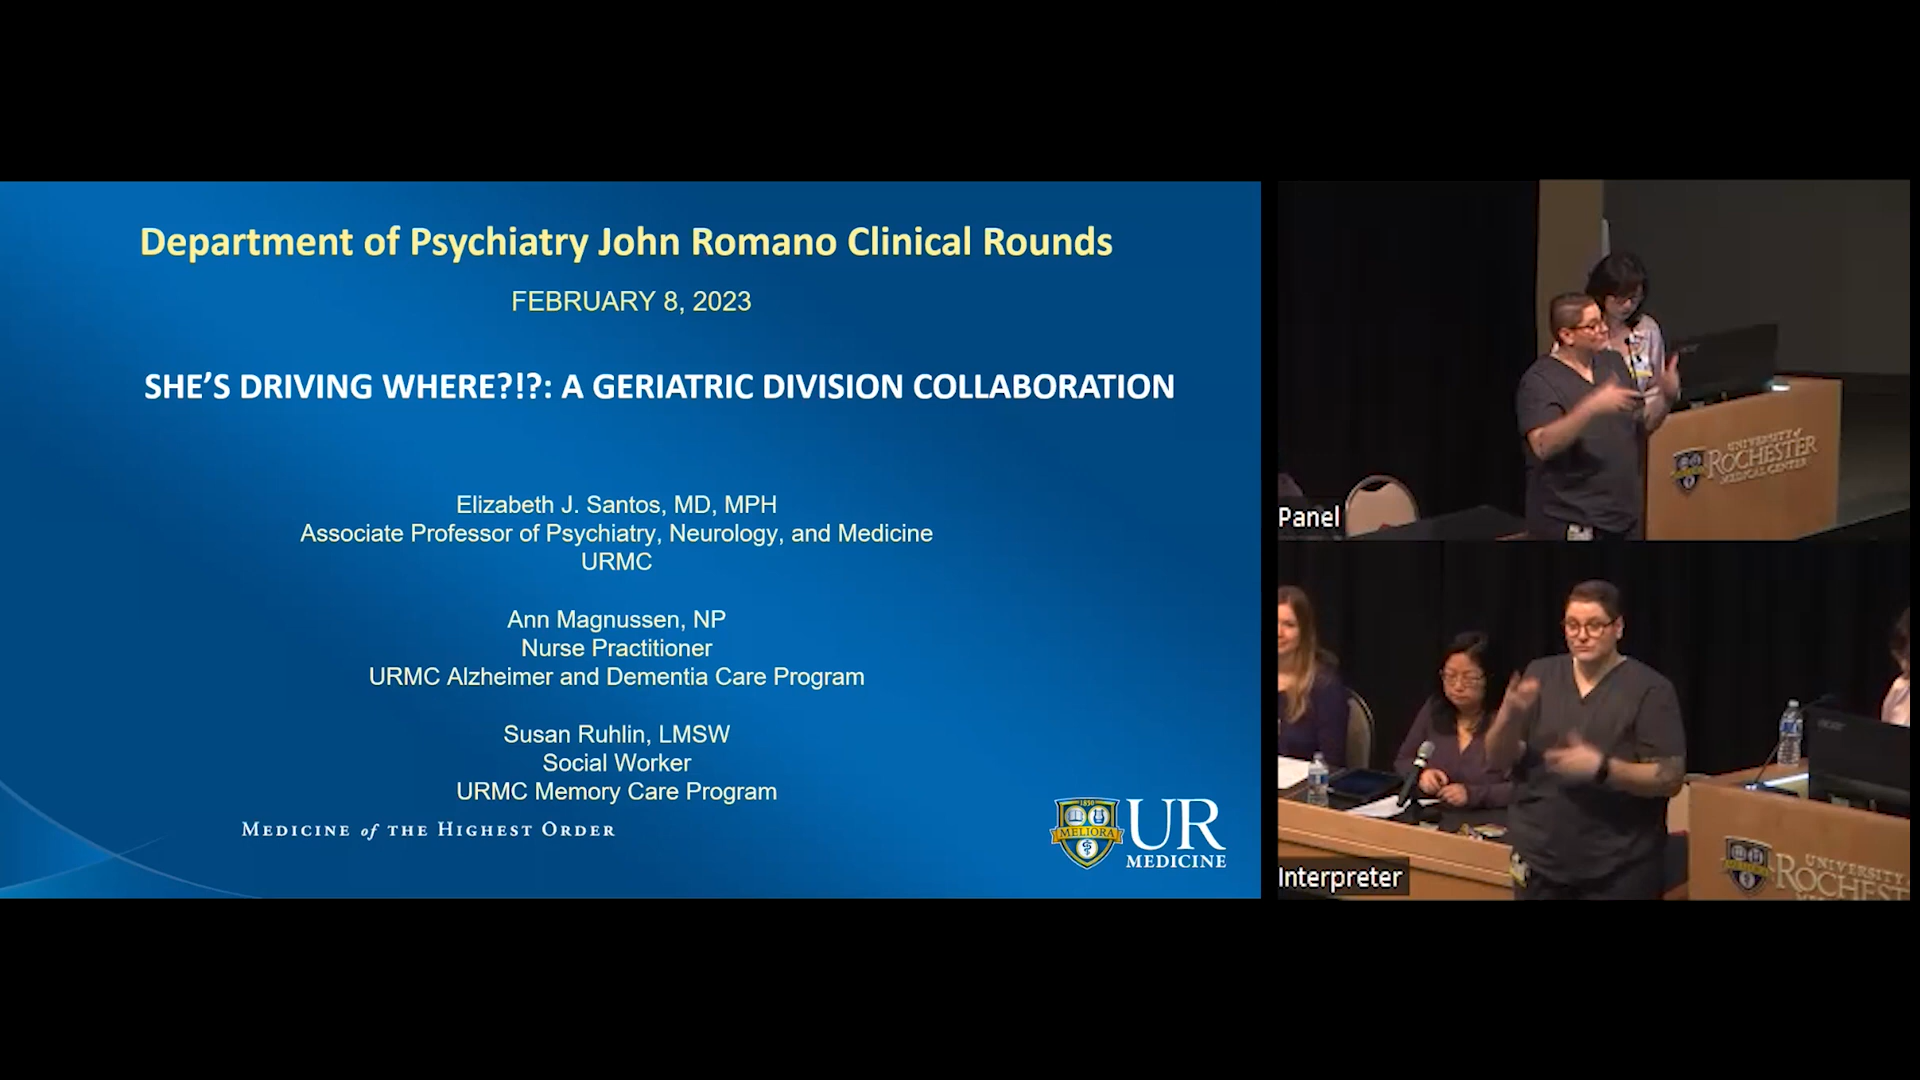 Department of Psychiatry John Romano Clinical Rounds
FEBRUARY 8, 2023
SHE'S DRIVING WHERE?!?: A GERIATRIC DIVISION COLLABORATION
Elizabeth J. Santos, MD, MPH
Associate Professor of Psychiatry, Neurology, and Medicine
URMC
Ann Magnussen, NP
Nurse Practitioner
URMC Alzheimer and Dementia Care Program
Susan Ruhlin, LMSW
Social Worker
URMC Memory Care Program
MEDICINE of THE HIGHEST ORDER
1850
MELIORA
UR
MEDICINE
UNIVERSITY of
ROCHESTER
MEDICAL CENTER
Panel
Interpreter
UNIVERSITY
ROCHEST